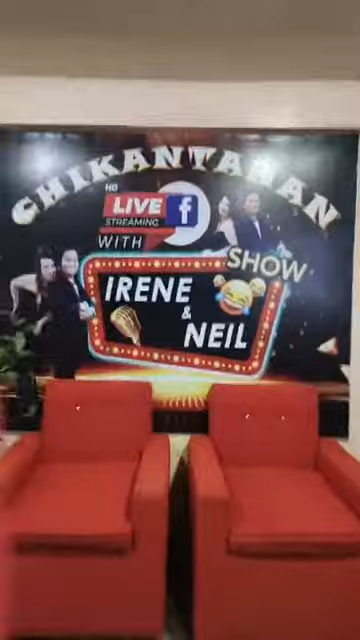 CHIKANTAHAN
HD
LIVE f
STREAMING
WITH
SHOW
IRENE
&
NEIL